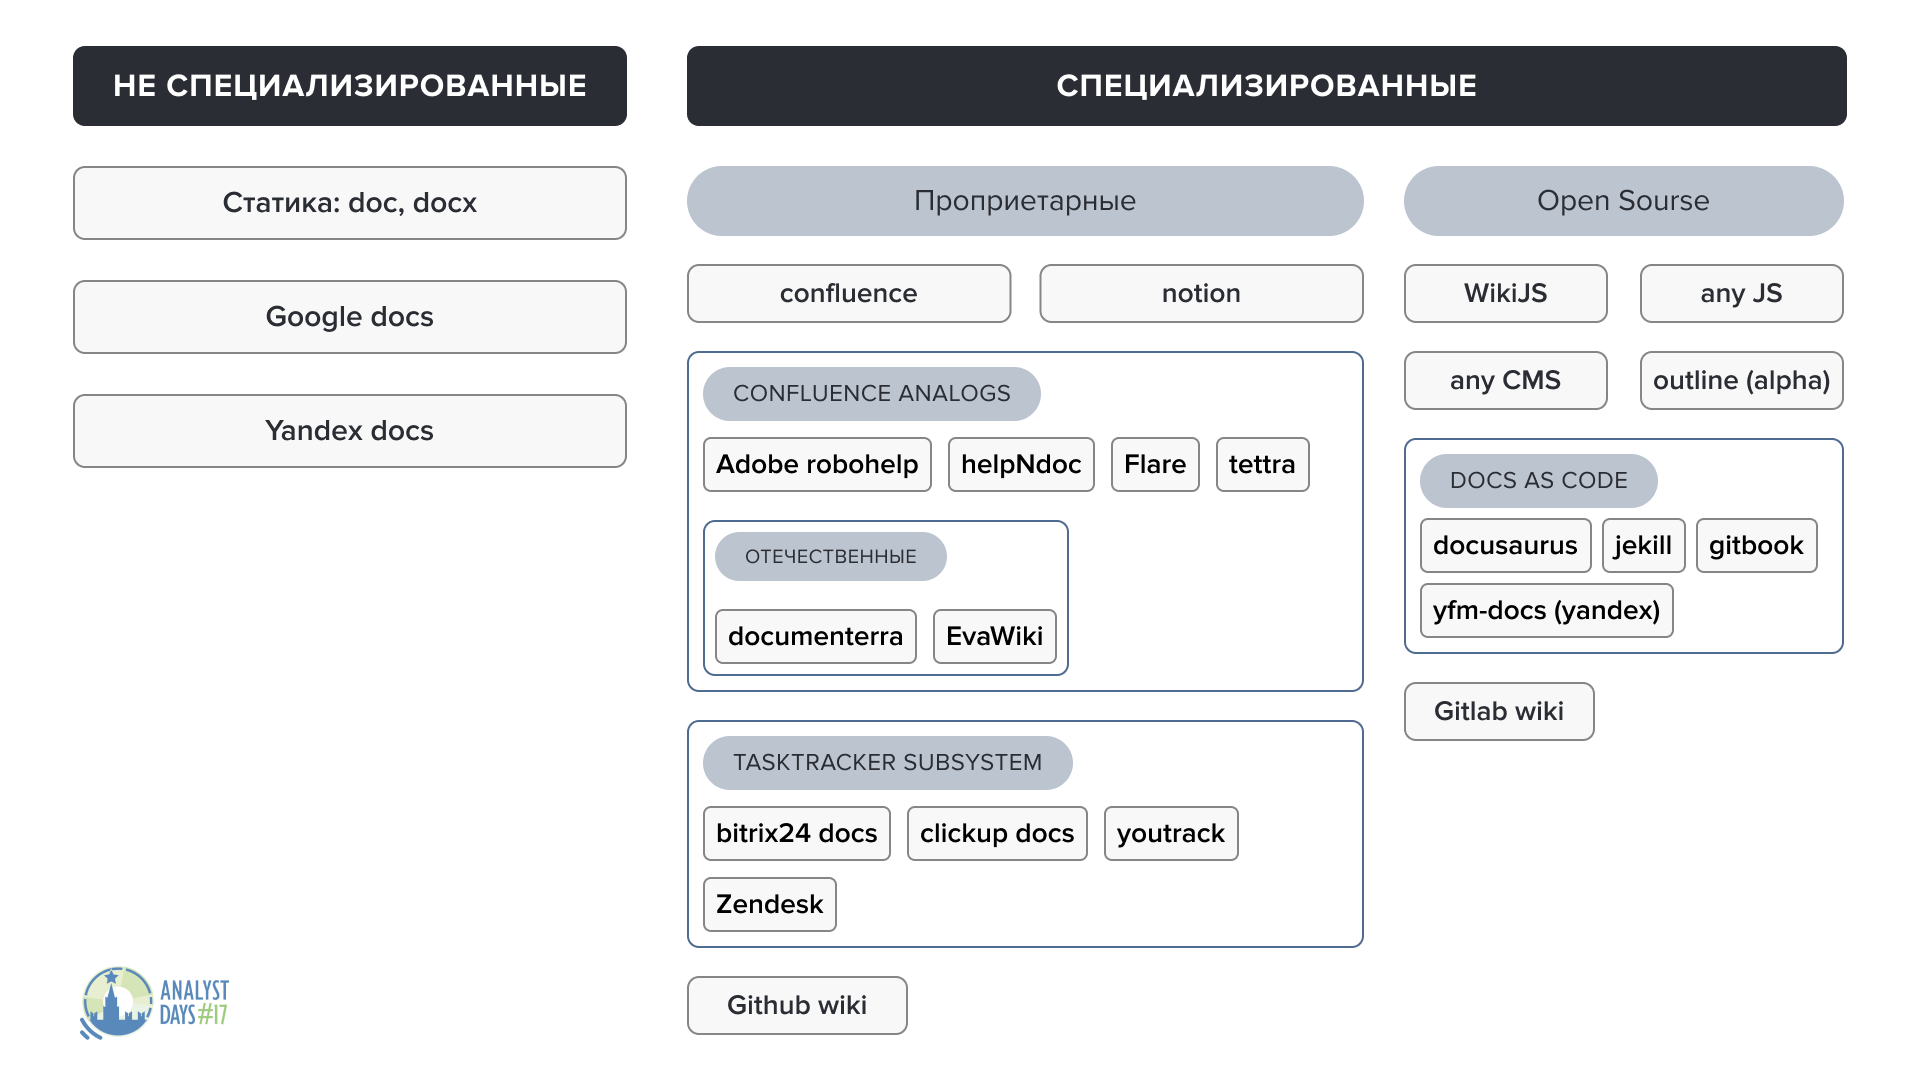 НЕ СПЕЦИАЛИЗИРОВАННЫЕ
Статика: doc, docx
Google docs
Yandex docs
СПЕЦИАЛИЗИРОВАННЫЕ
Проприетарные
confluence
notion
CONFLUENCE ANALOGS
Adobe robohelp
helpNdoc
Flare
tettra
ОТЕЧЕСТВЕННЫЕ
documenterra
EvaWiki
TASKTRACKER SUBSYSTEM
bitrix24 docs
clickup docs
youtrack
Zendesk
Github wiki
Open Sourse
WikiJS
any JS
any CMS
outline (alpha)
DOCS AS CODE
docusaurus
jekill
gitbook
yfm-docs (yandex)
Gitlab wiki
ANALYST
DAYS #17